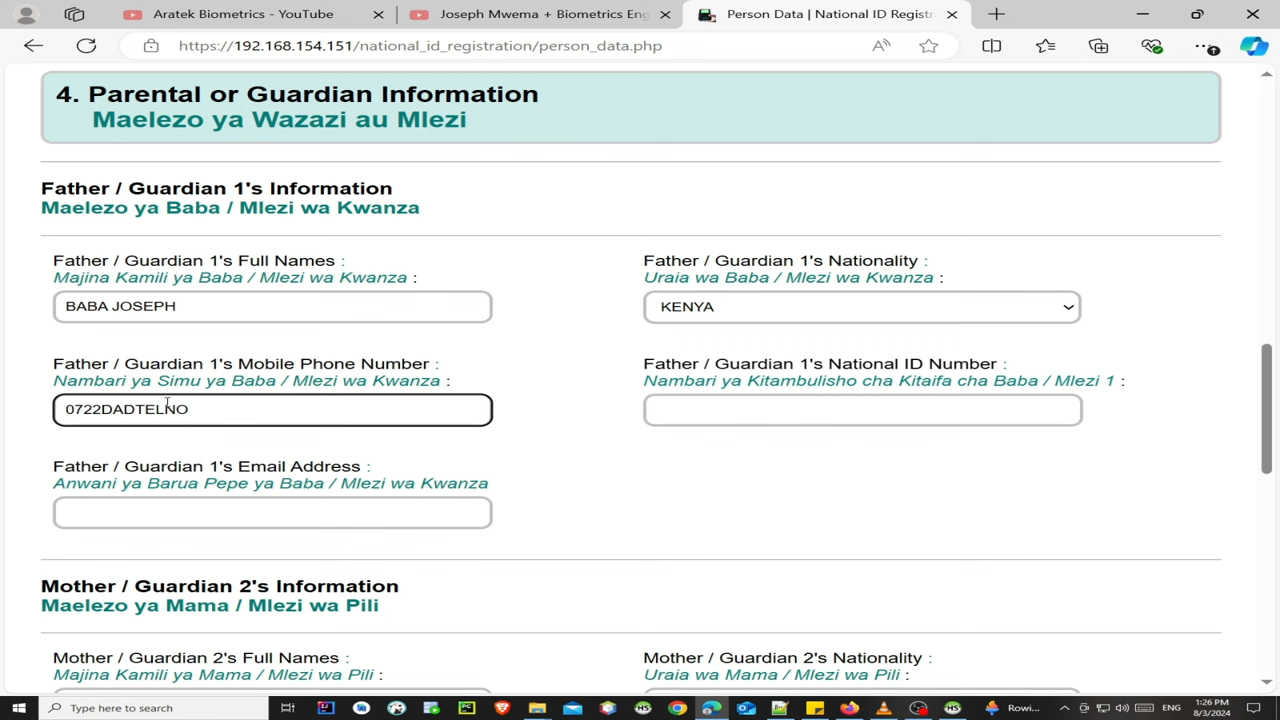 Aratek Biometrics - YouTube
Joseph Mwema + Biometrics Eng
Person Data | National ID Registr
https://192.168.154.151/national_id_registration/person_data.php
4. Parental or Guardian Information
Maelezo ya Wazazi au Mlezi
Father / Guardian 1's Information
Maelezo ya Baba / Mlezi wa Kwanza
Father / Guardian 1's Full Names :
Majina Kamili ya Baba / Mlezi wa Kwanza :
BABA JOSEPH
Father / Guardian 1's Nationality :
Uraia wa Baba / Mlezi wa Kwanza :
KENYA
Father / Guardian 1's Mobile Phone Number :
Nambari ya Simu ya Baba / Mlezi wa Kwanza :
0722DADTELNO
Father / Guardian 1's National ID Number :
Nambari ya Kitambulisho cha Kitaifa cha Baba / Mlezi 1 :
Father / Guardian 1's Email Address :
Anwani ya Barua Pepe ya Baba / Mlezi wa Kwanza
Mother / Guardian 2's Information
Maelezo ya Mama / Mlezi wa Pili
Mother / Guardian 2's Full Names :
Majina Kamili ya Mama / Mlezi wa Pili :
Mother / Guardian 2's Nationality :
Uraia wa Mama / Mlezi wa Pili :
Type here to search
Rowi...
ENG
1:26 PM
8/3/2024